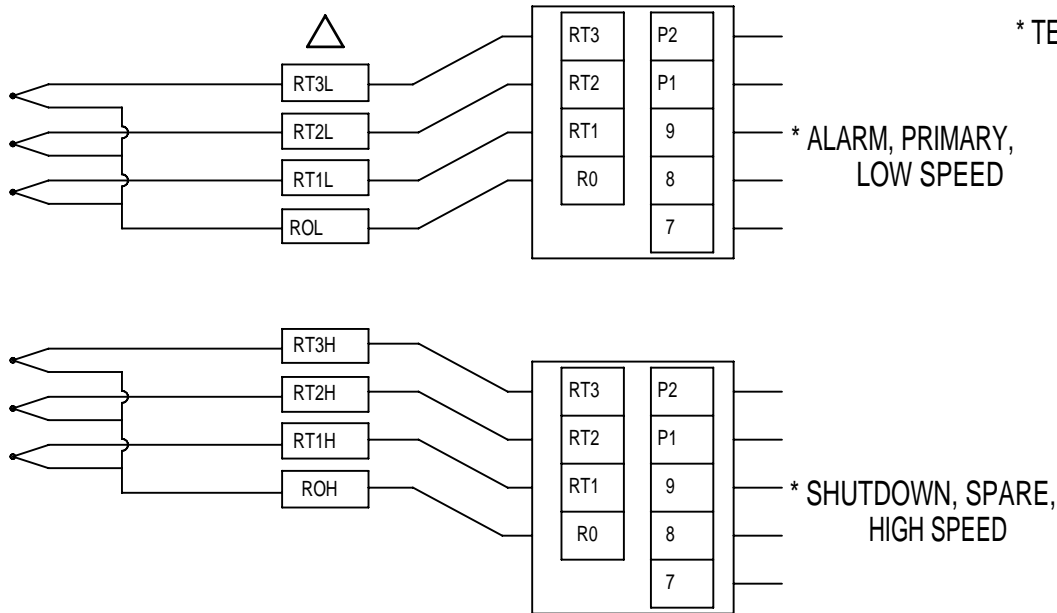 RT3 P2
* TE
RT3L
RT2 P1
RT2L
RT1 9
* ALARM, PRIMARY,
RT1L
R0 8
LOW SPEED
ROL
7
RT3H
RT3 P2
RT2H
RT2 P1
RT1H
RT1 9
* SHUTDOWN, SPARE,
ROH
R0 8
HIGH SPEED
7